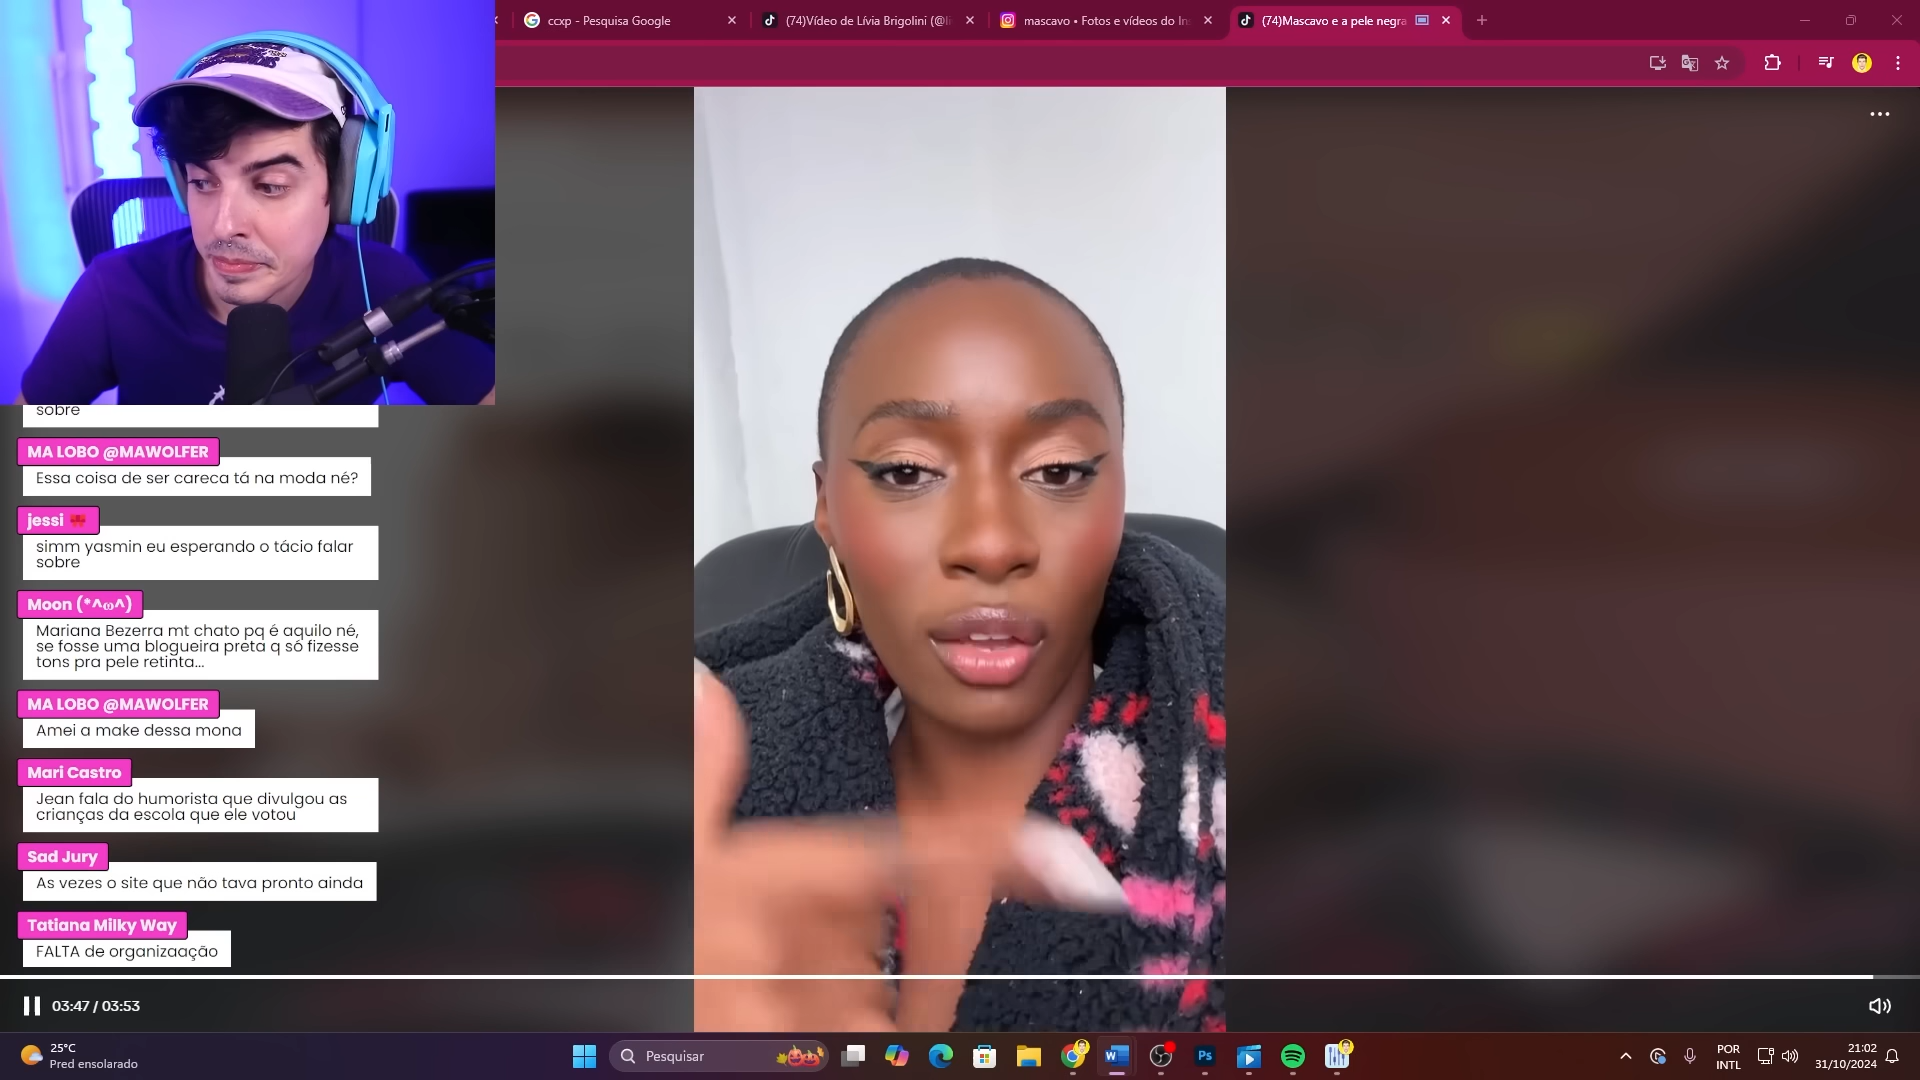 ccxp - Pesquisa Google
(74)Vídeo de Lívia Brigolini (@li
mascavo • Fotos e vídeos do In
(74)Mascavo e a pele negra
sobre
MA LOBO @MAWOLFER
Essa coisa de ser careca tá na moda né?
jessi
simm yasmin eu esperando o tácio falar
sobre
Moon (*^ω^)
Mariana Bezerra mt chato pq é aquilo né,
se fosse uma blogueira preta q só fizesse
tons pra pele retinta...
MA LOBO @MAWOLFER
Amei a make dessa mona
Mari Castro
Jean fala do humorista que divulgou as
crianças da escola que ele votou
Sad Jury
As vezes o site que não tava pronto ainda
Tatiana Milky Way
FALTA de organizaação
03:47 / 03:53
25°C
Pred ensolarado
Pesquisar
W
Ps
POR
INTL
21:02
31/10/2024